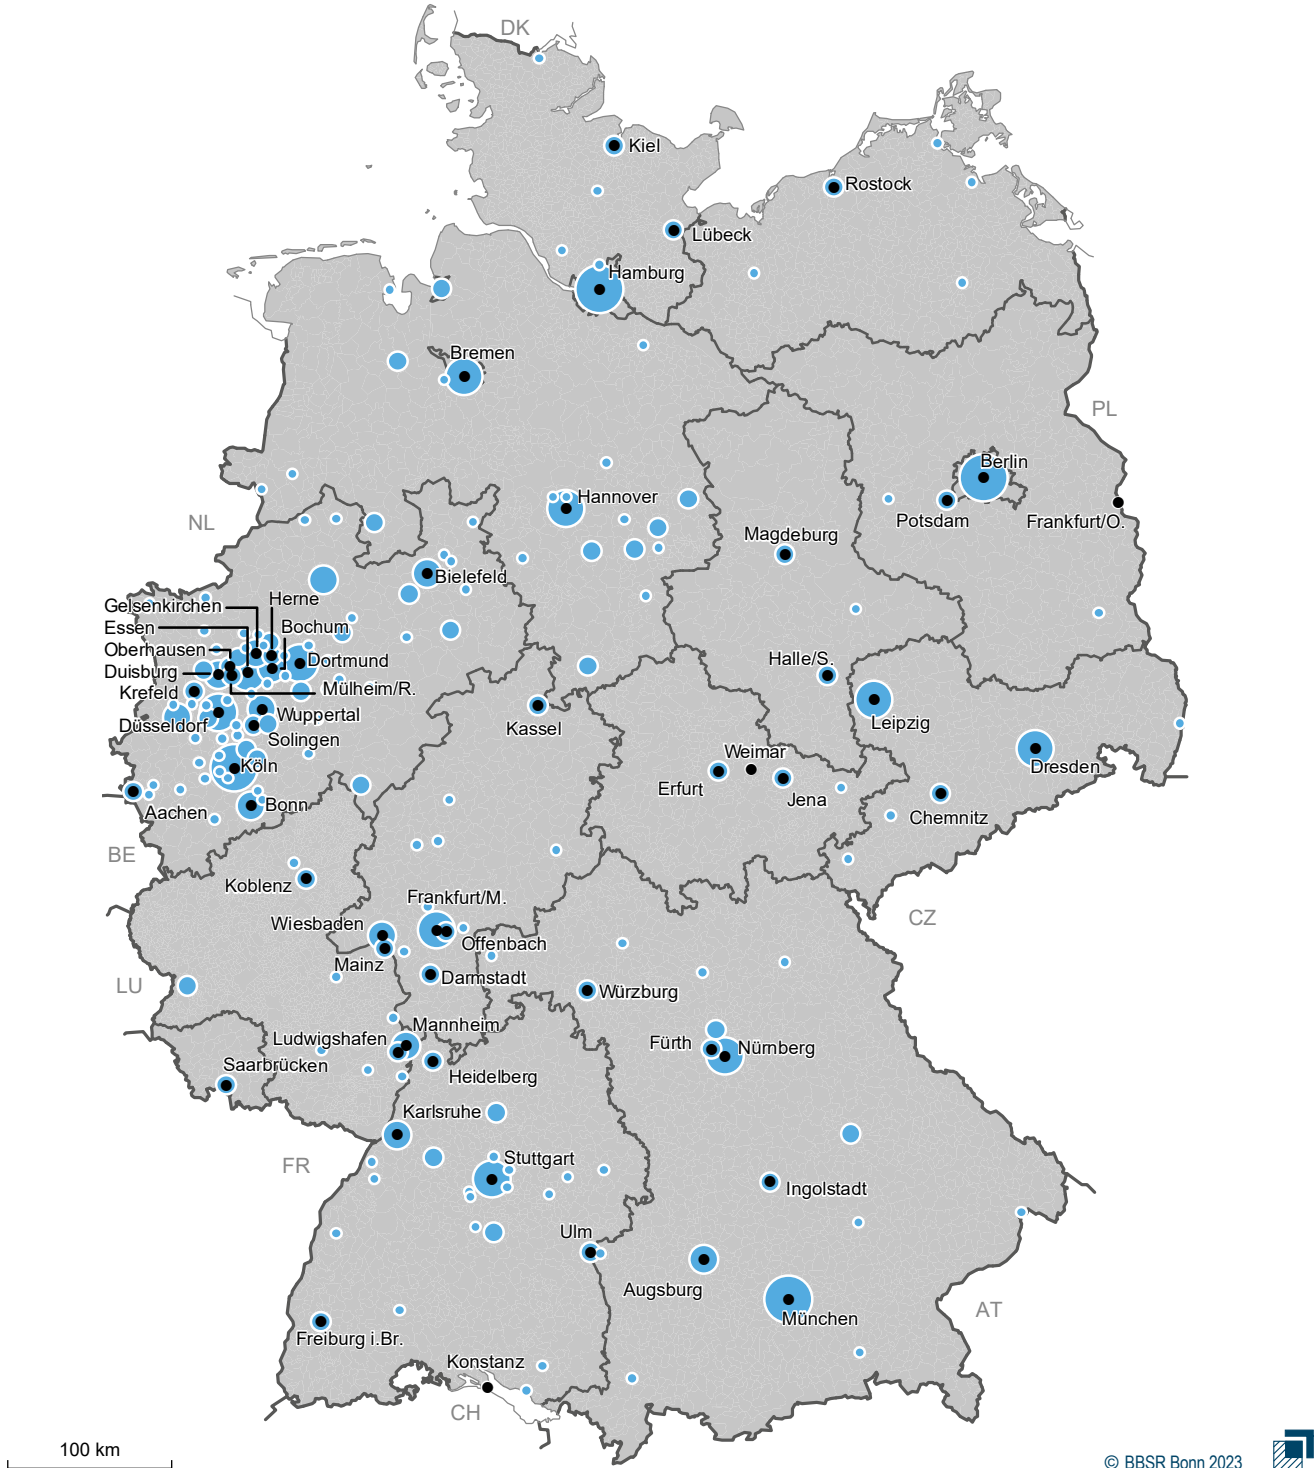 DK
Kiel
Rostock
Lübeck
Hamburg
Bremen
PL
Berlin
Hannover
NL
Potsdam
Frankfurt/O.
Magdeburg
Bielefeld
Herne
Gelsenkirchen
Essen
Bochum
Oberhausen
Dortmund
Duisburg
Halle/S.
Krefeld
Mülheim/R.
Wuppertal
Düsseldorf
Leipzig
Kassel
Solingen
Weimar
Köln
Dresden
Erfurt
Jena
Bonn
Aachen
Chemnitz
BE
Koblenz
Frankfurt/M.
CZ
Wiesbaden
Offenbach
Mainz
Darmstadt
LU
Würzburg
Mannheim
Ludwigshafen
Fürth
Nürnberg
Saarbrücken
Heidelberg
Karlsruhe
Stuttgart
FR
Ingolstadt
Ulm
Augsburg
AT
München
Freiburg i.Br.
Konstanz
CH
100 km
© BBSR Bonn 2023